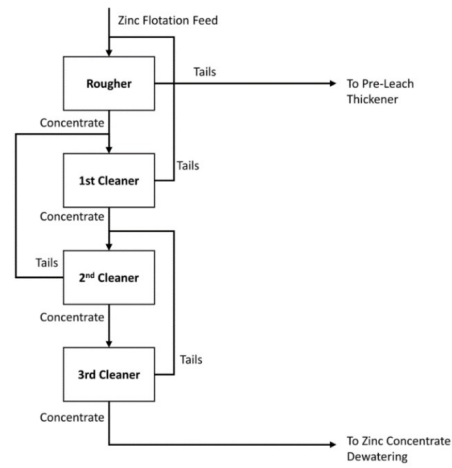 Zinc Flotation Feed
Rougher
Tails
To Pre-Leach
Thickener
Concentrate
1st Cleaner
Tails
Concentrate
Tails
2nd Cleaner
Concentrate
3rd Cleaner
Tails
Concentrate
To Zinc Concentrate
Dewatering